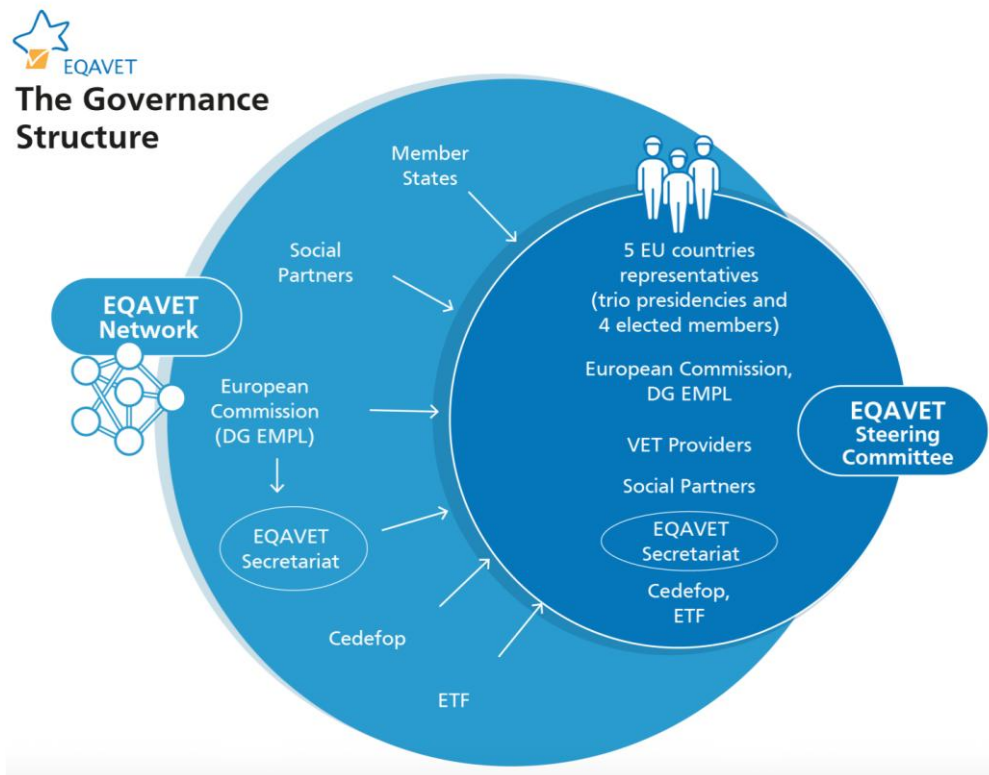 EQAVET
The Governance
Structure
Member
States
Social
Partners
EQAVET
Network
European
Commission
(DG EMPL)
EQAVET
Secretariat
Cedefop
ETF
5 EU countries
representatives
(trio presidencies and
4 elected members)
European Commission,
DG EMPL
VET Providers
Social Partners
EQAVET
Secretariat
Cedefop,
ETF
EQAVET
Steering
Committee